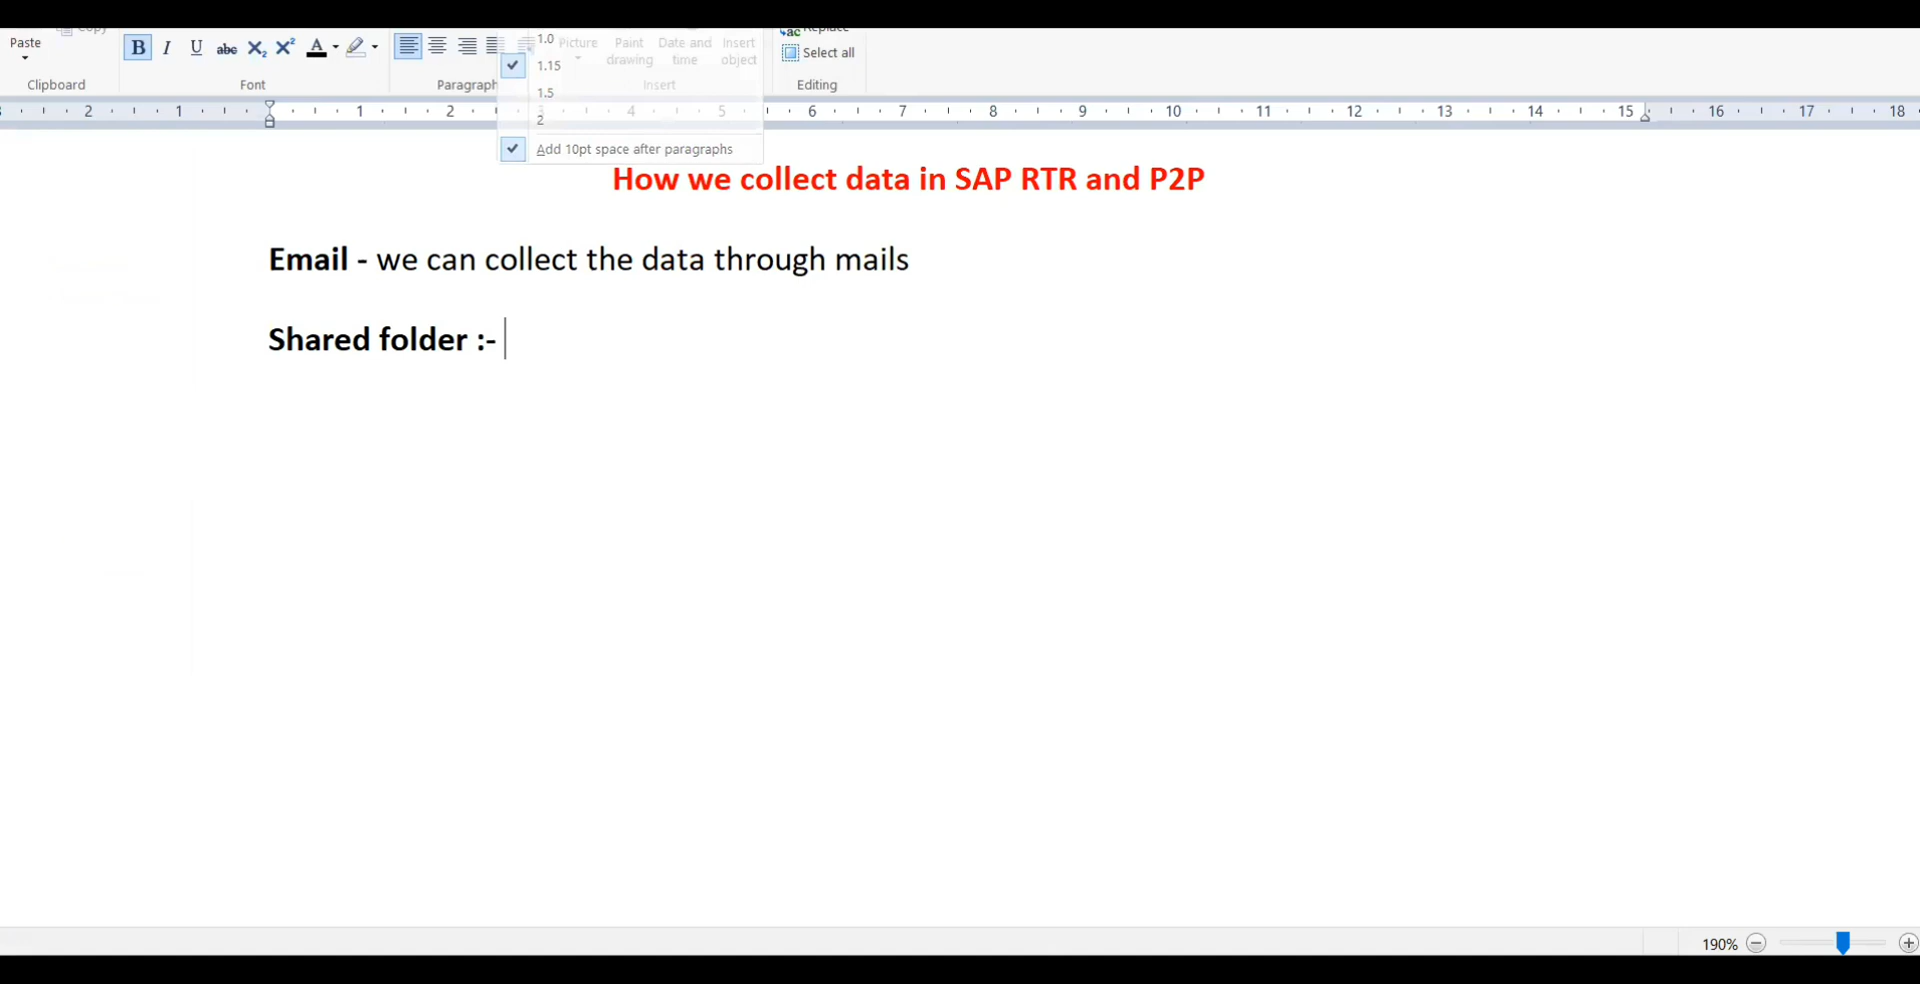 Paste
Copy
B I U abc X₂ X² A
1.0
Picture Paint Date and Insert
drawing time object
Replace
Select all
1.15
Clipboard Font Paragraph Insert Editing
1.5
2 1 1 2 3 4 5 6 7 8 9 10 11 12 13 14 15 16 17 18
2
Add 10pt space after paragraphs
How we collect data in SAP RTR and P2P
Email - we can collect the data through mails
Shared folder :-
190%